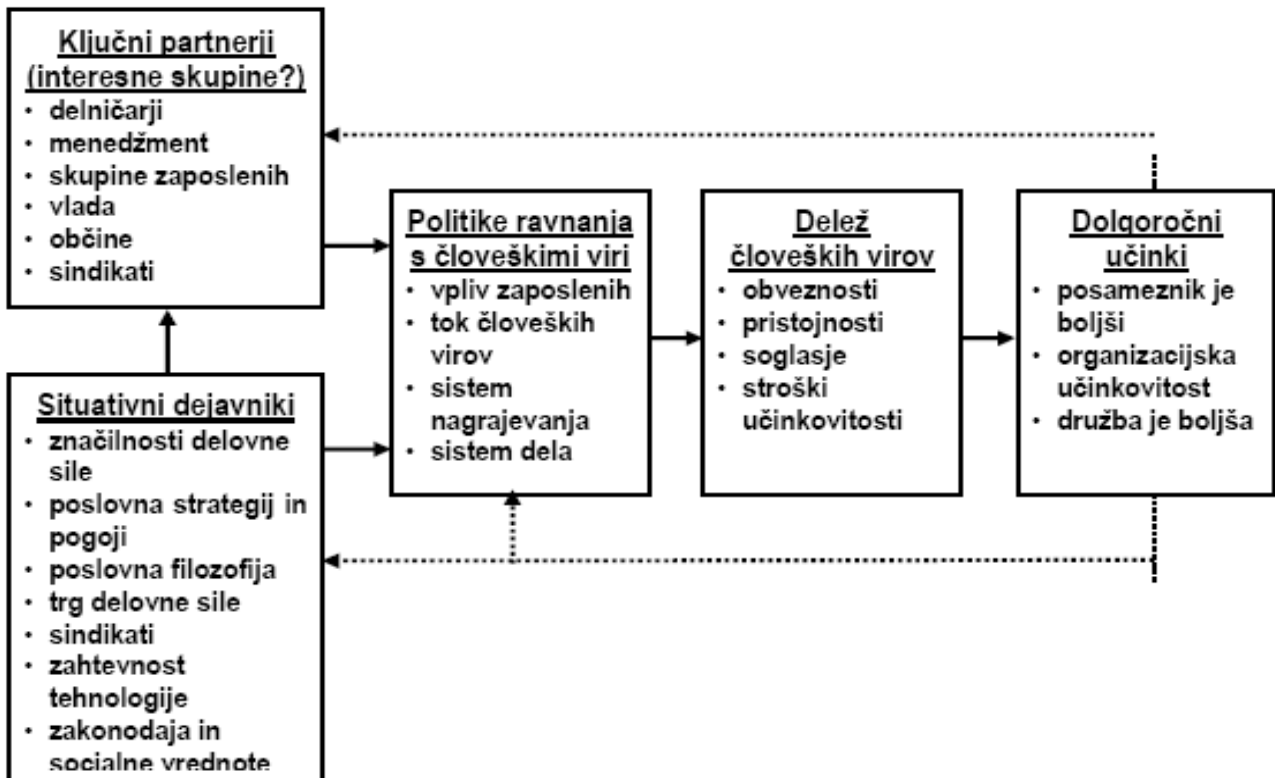 Ključni partnerji
(interesne skupine?)
• delničarji
• menedžment
• skupine zaposlenih
• vlada
• občine
• sindikati
Situativni dejavniki
• značilnosti delovne
sile
• poslovna strategij in
pogoji
• poslovna filozofija
• trg delovne sile
• sindikati
• zahtevnost
tehnologije
• zakonodaja in
socialne vrednote
Politike ravnanja
s človeškimi viri
• vpliv zaposlenih
• tok človeških
virov
• sistem
nagrajevanja
• sistem dela
Delež
človeških virov
• obveznosti
• pristojnosti
• soglasje
• stroški
učinkovitosti
Dolgoročni
učinki
• posameznik je
boljši
• organizacijska
učinkovitost
• družba je boljša